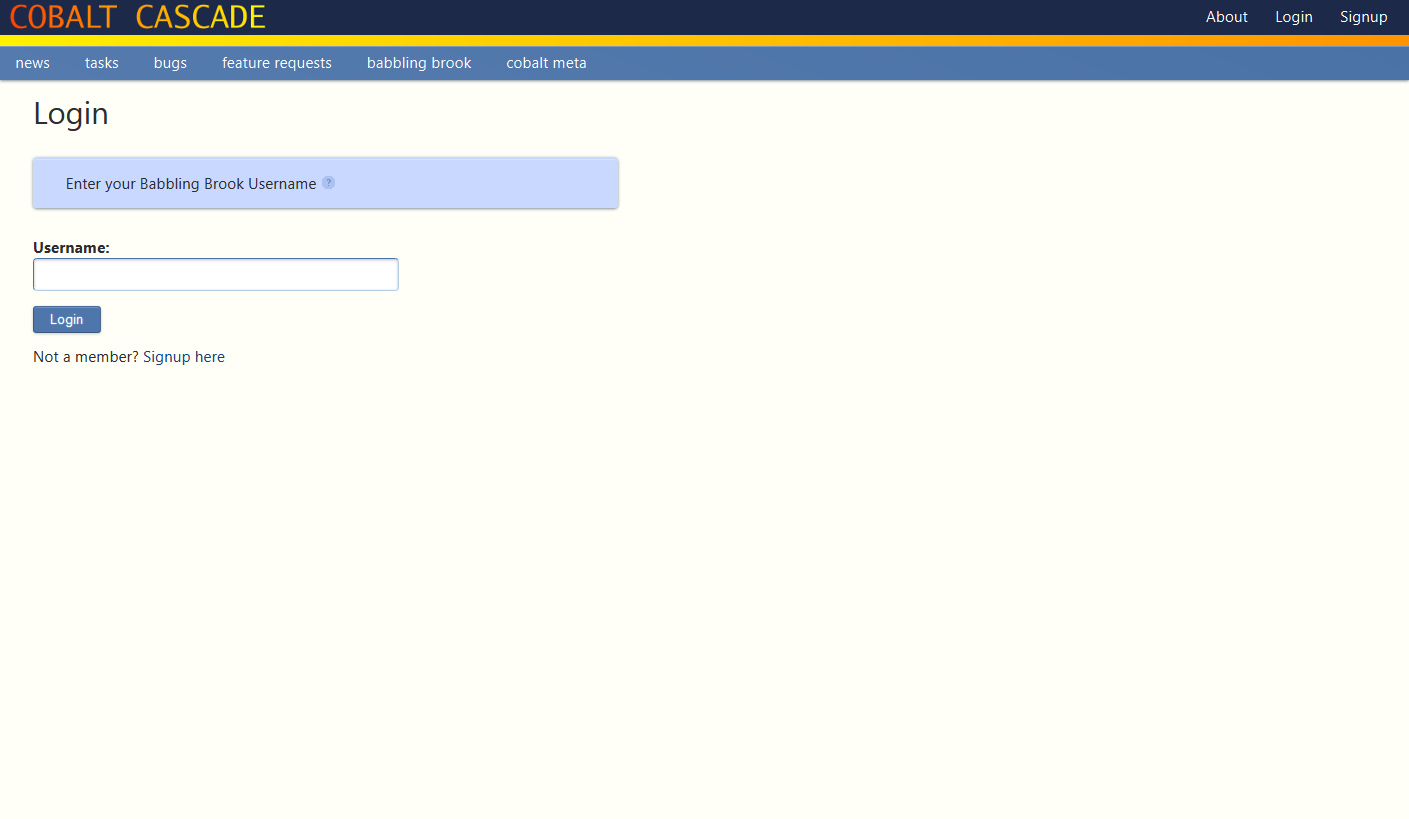 COBALT CASCADE
About Login Signup
news tasks bugs feature requests babbling brook cobalt meta
Login
Enter your Babbling Brook Username ?
Username:
Login
Not a member? Signup here